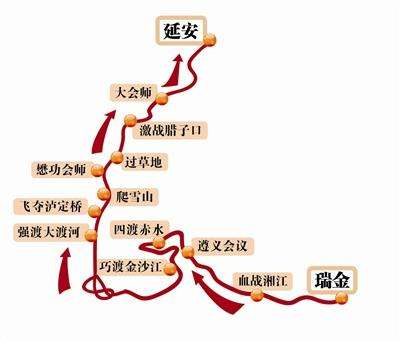 延安
大会师
激战腊子口
过草地
懋功会师
爬雪山
飞夺泸定桥
强渡大渡河
四渡赤水
遵义会议
巧渡金沙江
血战湘江
瑞金